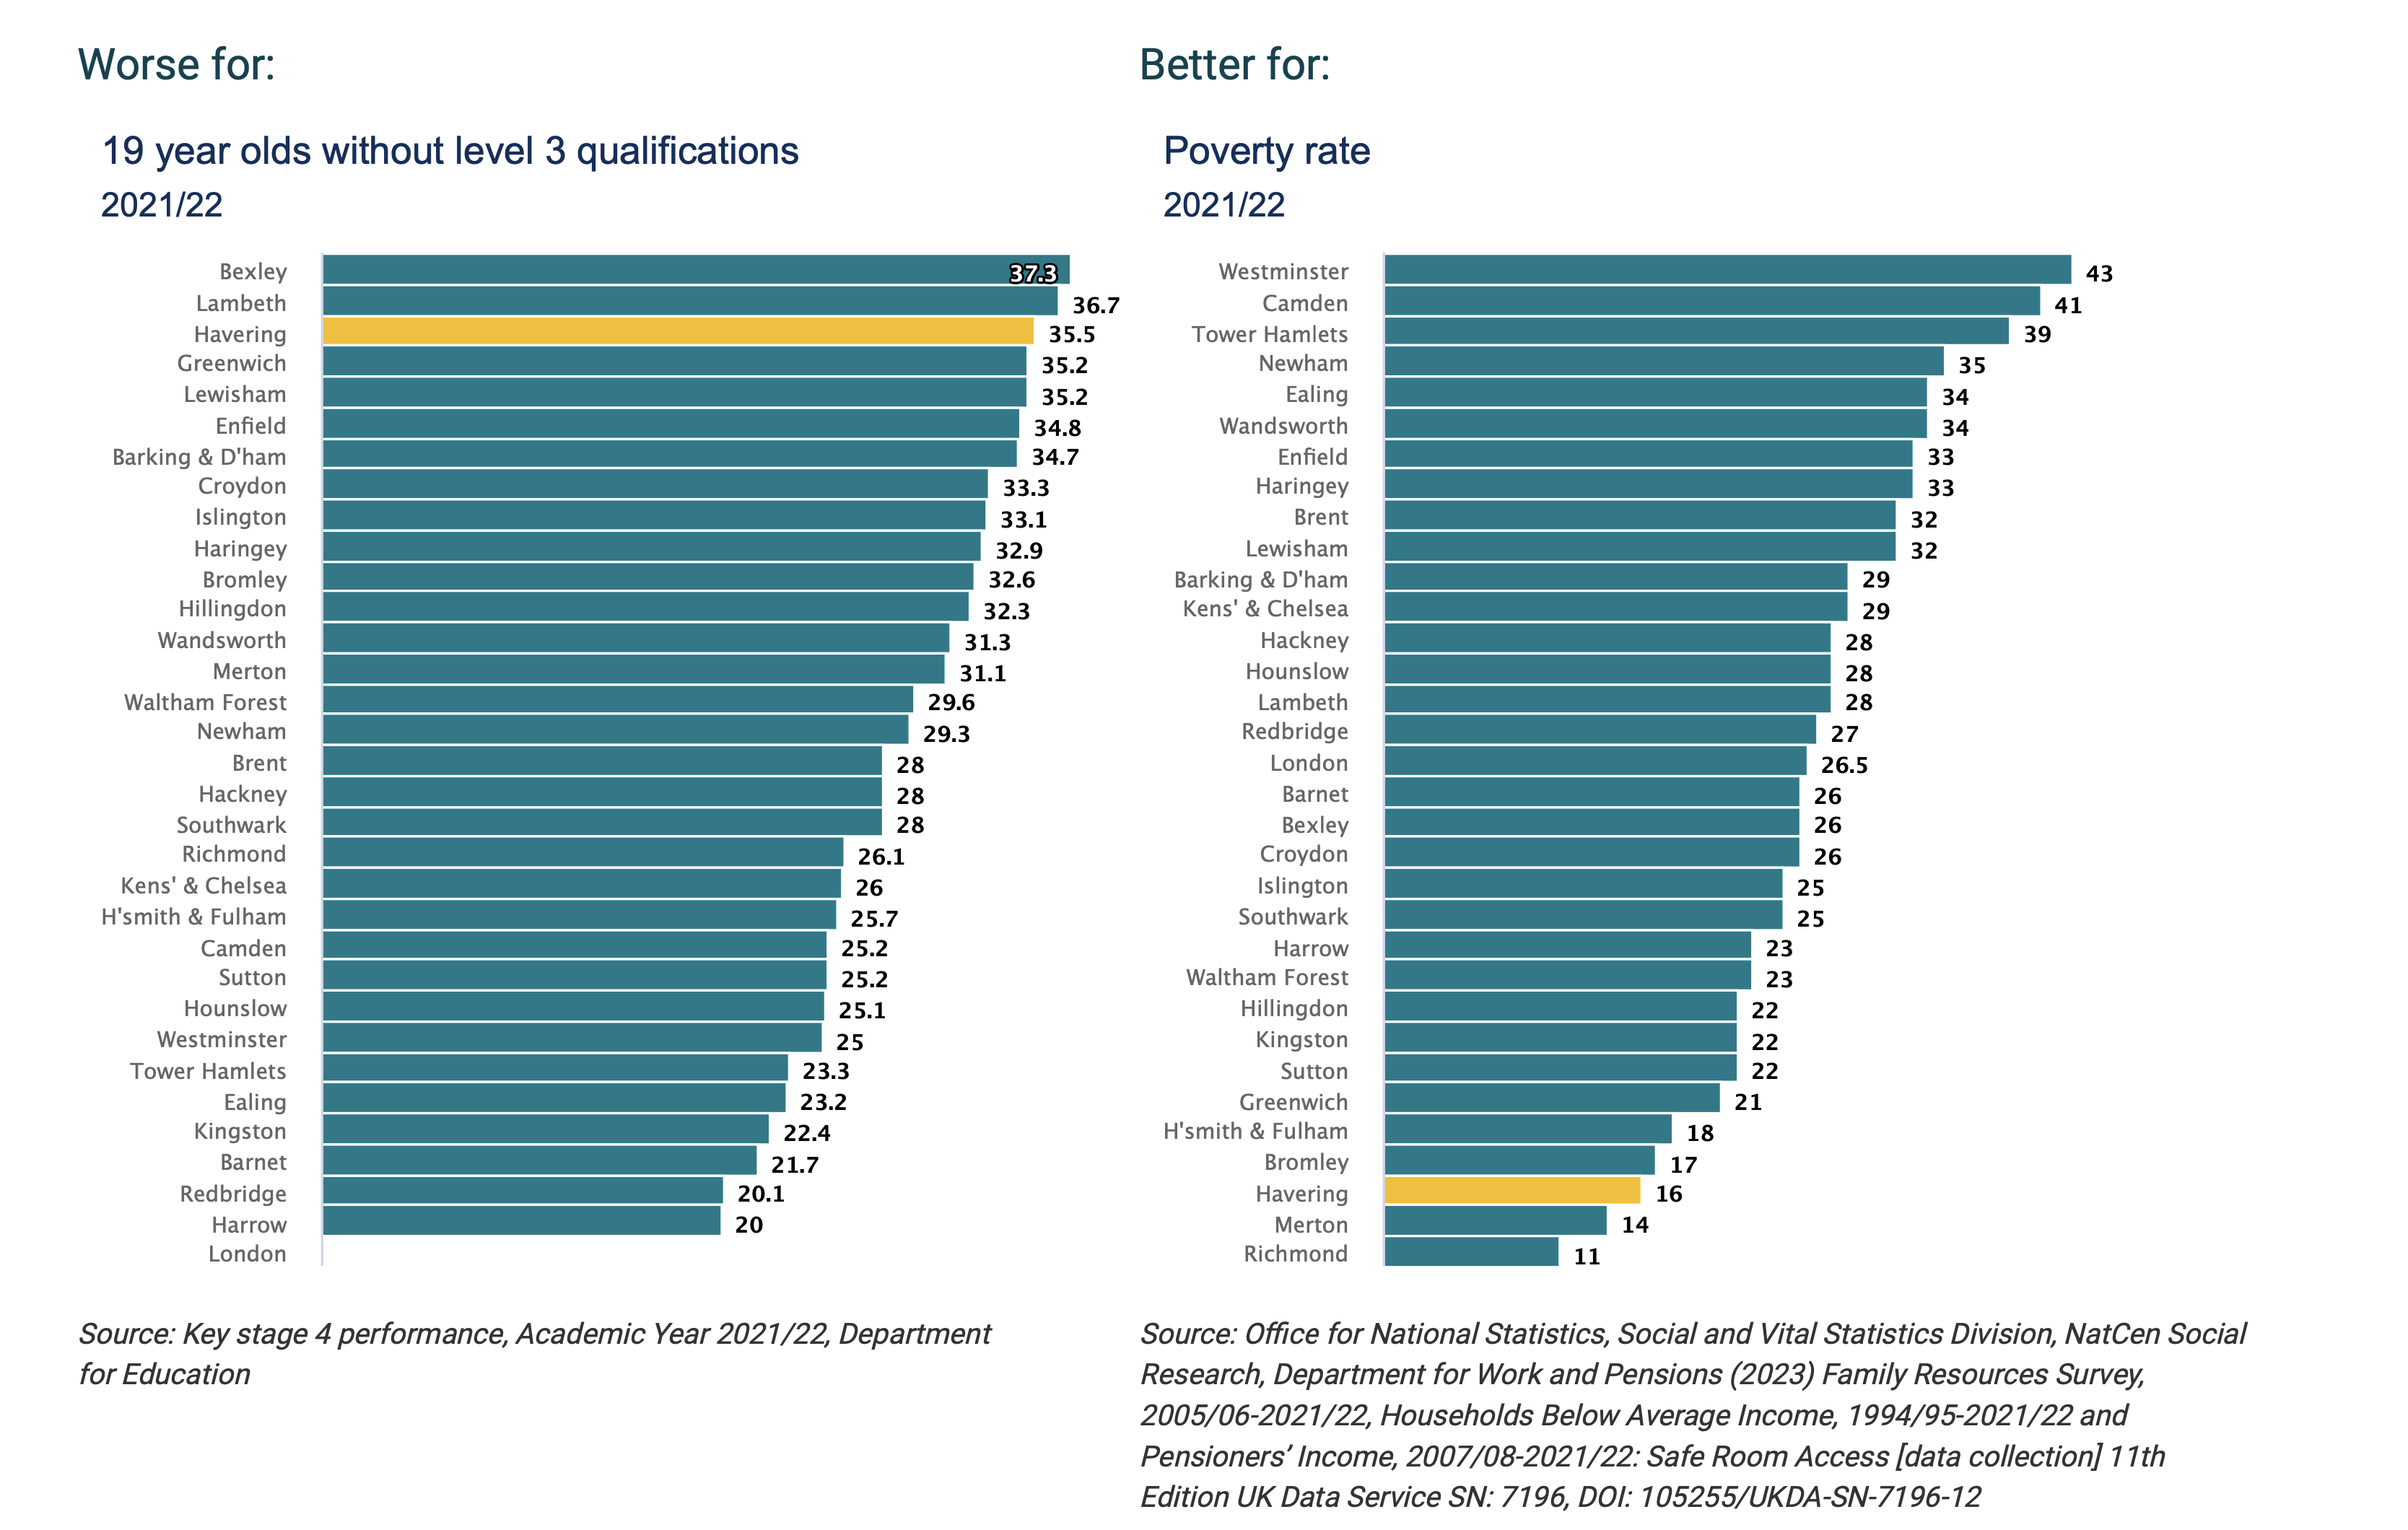 Worse for:
19 year olds without level 3 qualifications
2021/22
Bexley 37.3
Lambeth 36.7
Havering 35.5
Greenwich 35.2
Lewisham 35.2
Enfield 34.8
Barking & D'ham 34.7
Croydon 33.3
Islington 33.1
Haringey 32.9
Bromley 32.6
Hillingdon 32.3
Wandsworth 31.3
Merton 31.1
Waltham Forest 29.6
Newham 29.3
Brent 28
Hackney 28
Southwark 28
Richmond 26.1
Kens' & Chelsea 26
H'smith & Fulham 25.7
Camden 25.2
Sutton 25.2
Hounslow 25.1
Westminster 25
Tower Hamlets 23.3
Ealing 23.2
Kingston 22.4
Barnet 21.7
Redbridge 20.1
Harrow 20
London
Source: Key stage 4 performance, Academic Year 2021/22, Department
for Education
Better for:
Poverty rate
2021/22
Westminster 43
Camden 41
Tower Hamlets 39
Newham 35
Ealing 34
Wandsworth 34
Enfield 33
Haringey 33
Brent 32
Lewisham 32
Barking & D'ham 29
Kens' & Chelsea 29
Hackney 28
Hounslow 28
Lambeth 28
Redbridge 27
London 26.5
Barnet 26
Bexley 26
Croydon 26
Islington 25
Southwark 25
Harrow 23
Waltham Forest 23
Hillingdon 22
Kingston 22
Sutton 22
Greenwich 21
H'smith & Fulham 18
Bromley 17
Havering 16
Merton 14
Richmond 11
Source: Office for National Statistics, Social and Vital Statistics Division, NatCen Social
Research, Department for Work and Pensions (2023) Family Resources Survey,
2005/06-2021/22, Households Below Average Income, 1994/95-2021/22 and
Pensioners’ Income, 2007/08-2021/22: Safe Room Access [data collection] 11th
Edition UK Data Service SN: 7196, DOI: 105255/UKDA-SN-7196-12